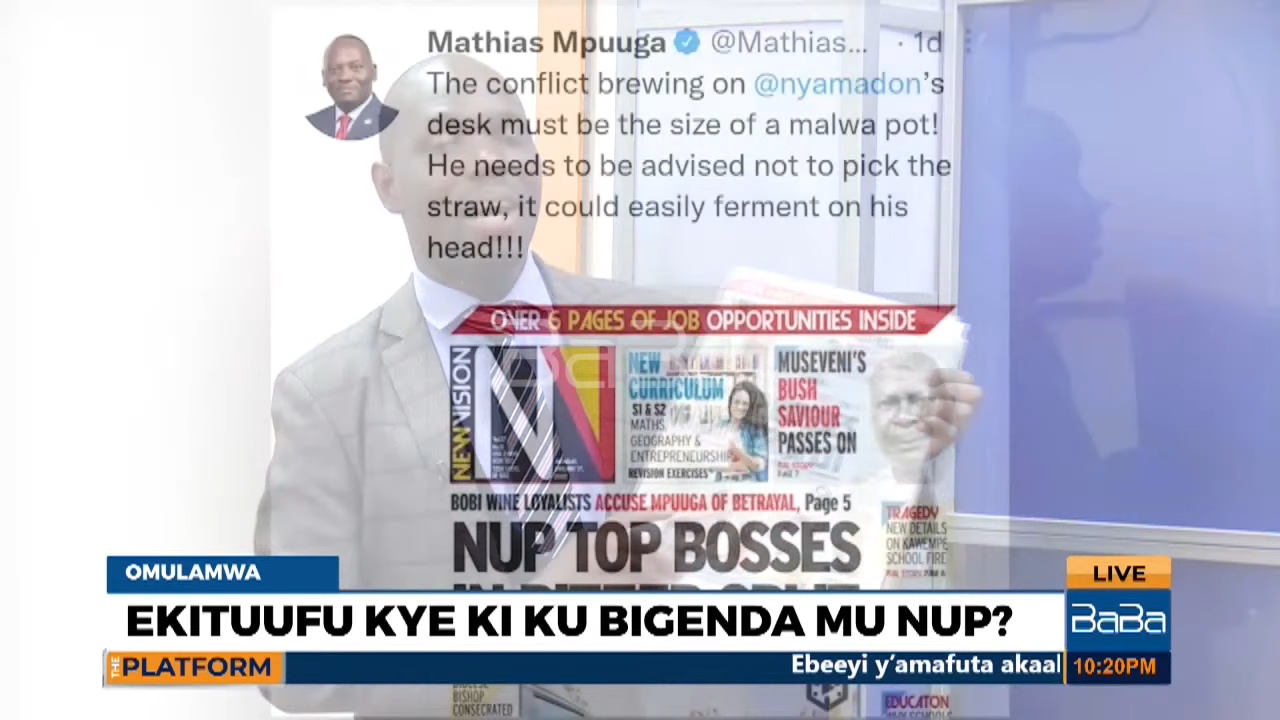 Mathias Mpuuga @Mathias... · 1d
The conflict brewing on @nyamadon's
desk must be the size of a malwa pot!
He needs to be advised not to pick the
straw, it could easily ferment on his
head!!!
OVER 6 PAGES OF JOB OPPORTUNITIES INSIDE
NEW VISION
NEW
CURRICULUM
S1 & S2
MATHS,
GEOGRAPHY &
ENTREPRENEURSHIP
REVISION EXERCISES
MUSEVENI'S
BUSH
SAVIOUR
PASSES ON
BOBI WINE LOYALISTS ACCUSE MPUUGA OF BETRAYAL, Page 5
NUP TOP BOSSES
TRAGEDY
NEW DETAILS
ON KAWEMPE
SCHOOL FIRE
OMULAMWA
EKITUUFU KYE KI KU BIGENDA MU NUP?
LIVE
BaBa
THE PLATFORM
Ebeeyi y'amafuta akaal
10:20PM
BISHOP
CONSECRATED
EDUCATON